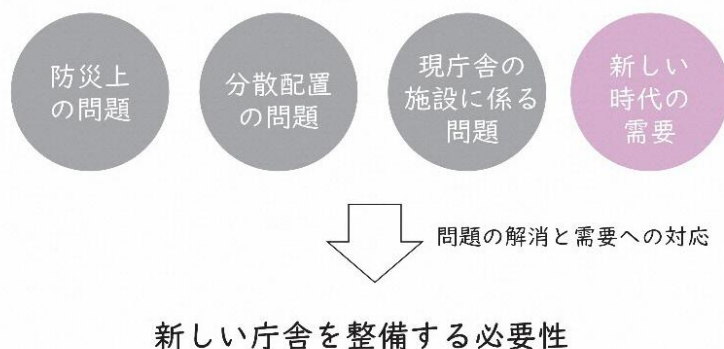 防災上
の問題
分散配置
の問題
現庁舎の
施設に係る
問題
新しい
時代の
需要
問題の解消と需要への対応
新しい庁舎を整備する必要性